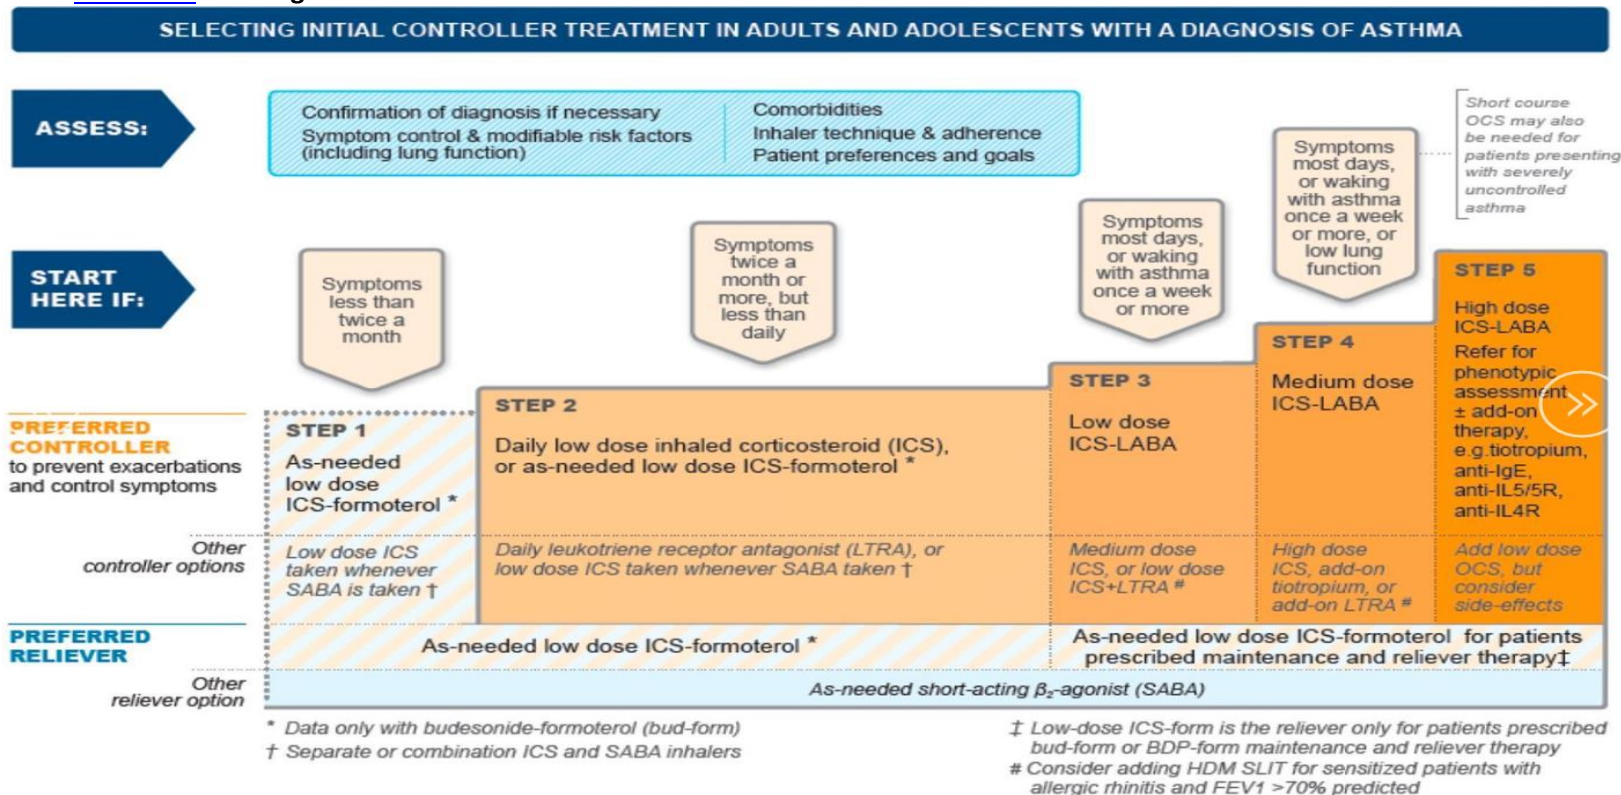 SELECTING INITIAL CONTROLLER TREATMENT IN ADULTS AND ADOLESCENTS WITH A DIAGNOSIS OF ASTHMA
ASSESS:
Confirmation of diagnosis if necessary
Symptom control & modifiable risk factors
(including lung function)
Comorbidities
Inhaler technique & adherence
Patient preferences and goals
Short course
OCS may also
be needed for
patients presenting
with severely
uncontrolled
asthma
START
HERE IF:
Symptoms
less than
twice a
month
Symptoms
twice a
month or
more, but
less than
daily
Symptoms
most days,
or waking
with asthma
once a week
or more
Symptoms
most days,
or waking
with asthma
once a week
or more, or
low lung
function
PREFERRED
CONTROLLER
to prevent exacerbations
and control symptoms
STEP 1
As-needed
low dose
ICS-formoterol *
STEP 2
Daily low dose inhaled corticosteroid (ICS),
or as-needed low dose ICS-formoterol *
STEP 3
Low dose
ICS-LABA
STEP 4
Medium dose
ICS-LABA
STEP 5
High dose
ICS-LABA
Refer for
phenotypic
assessment
± add-on
therapy,
e.g.tiotropium,
anti-IgE,
anti-IL5/5R,
anti-IL4R
Other
controller options
Low dose ICS
taken whenever
SABA is taken †
Daily leukotriene receptor antagonist (LTRA), or
low dose ICS taken whenever SABA taken †
Medium dose
ICS, or low dose
ICS+LTRA #
High dose
ICS, add-on
tiotropium, or
add-on LTRA #
Add low dose
OCS, but
consider
side-effects
PREFERRED
RELIEVER
As-needed low dose ICS-formoterol *
As-needed low dose ICS-formoterol for patients
prescribed maintenance and reliever therapy‡
Other
reliever option
As-needed short-acting β₂-agonist (SABA)
* Data only with budesonide-formoterol (bud-form)
† Separate or combination ICS and SABA inhalers
‡ Low-dose ICS-form is the reliever only for patients prescribed
bud-form or BDP-form maintenance and reliever therapy
# Consider adding HDM SLIT for sensitized patients with
allergic rhinitis and FEV1 >70% predicted